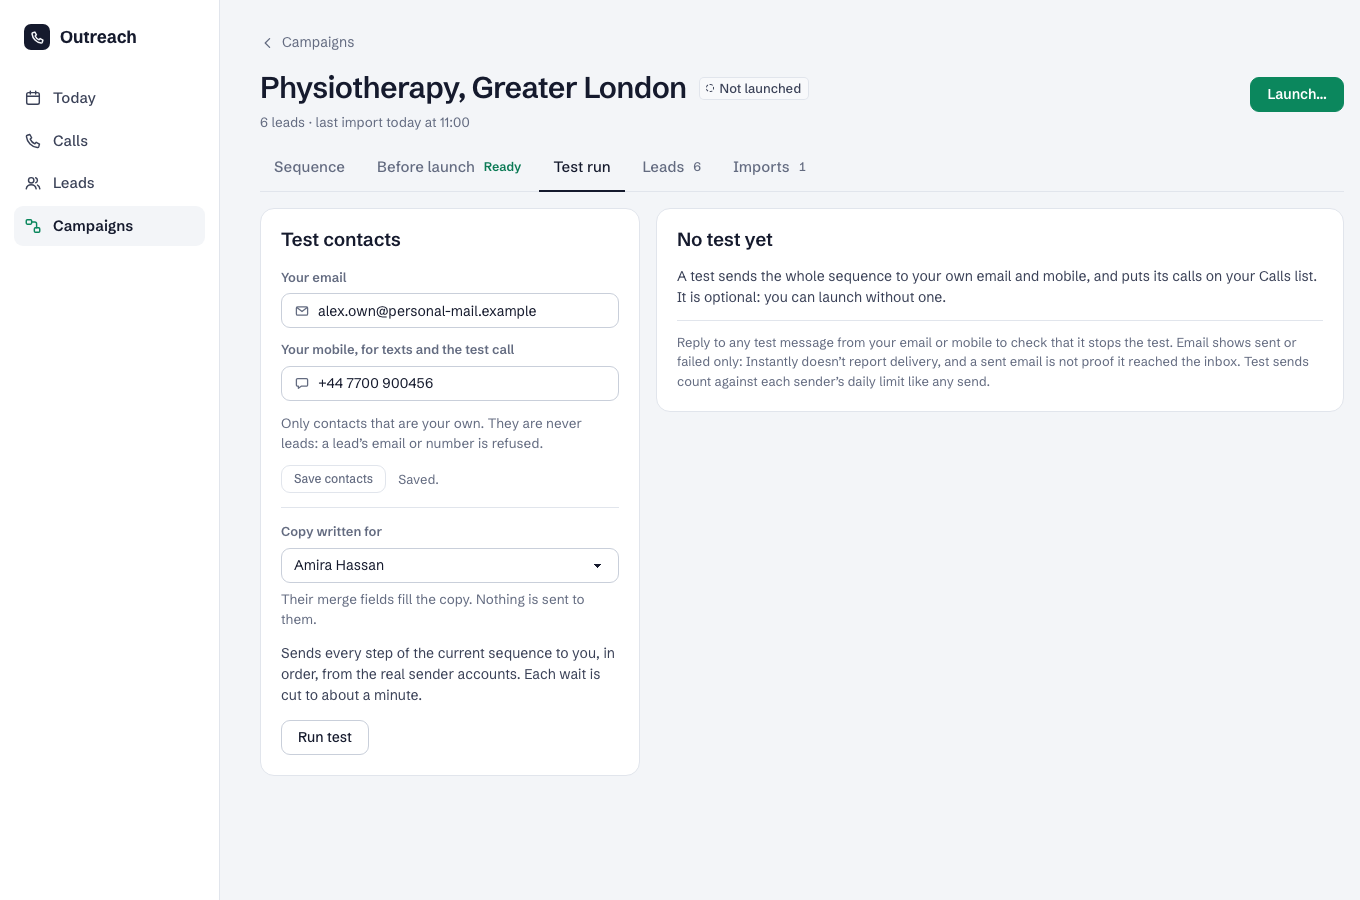 Outreach
Today
Calls
Leads
Campaigns
Campaigns
Physiotherapy, Greater London
Not launched
Launch…
6 leads · last import today at 11:00
Sequence
Before launch Ready
Test run
Leads 6
Imports 1
Test contacts
Your email
alex.own@personal-mail.example
Your mobile, for texts and the test call
+44 7700 900456
Only contacts that are your own. They are never
leads: a lead’s email or number is refused.
Save contacts
Saved.
Copy written for
Amira Hassan
Their merge fields fill the copy. Nothing is sent to
them.
Sends every step of the current sequence to you, in
order, from the real sender accounts. Each wait is
cut to about a minute.
Run test
No test yet
A test sends the whole sequence to your own email and mobile, and puts its calls on your Calls list.
It is optional: you can launch without one.
Reply to any test message from your email or mobile to check that it stops the test. Email shows sent or
failed only: Instantly doesn’t report delivery, and a sent email is not proof it reached the inbox. Test sends
count against each sender’s daily limit like any send.